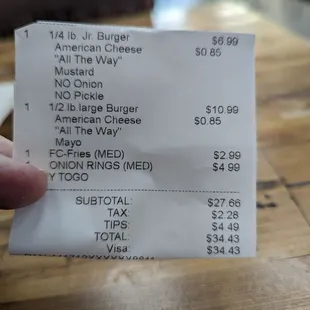 1 1/4 lb. Jr. Burger $6.99
American Cheese $0.85
"All The Way"
Mustard
NO Onion
NO Pickle
1 1/2.lb.large Burger $10.99
American Cheese $0.85
"All The Way"
Mayo
1 FC-Fries (MED) $2.99
1 ONION RINGS (MED) $4.99
Y TOGO
SUBTOTAL: $27.66
TAX: $2.28
TIPS: $4.49
TOTAL: $34.43
Visa: $34.43